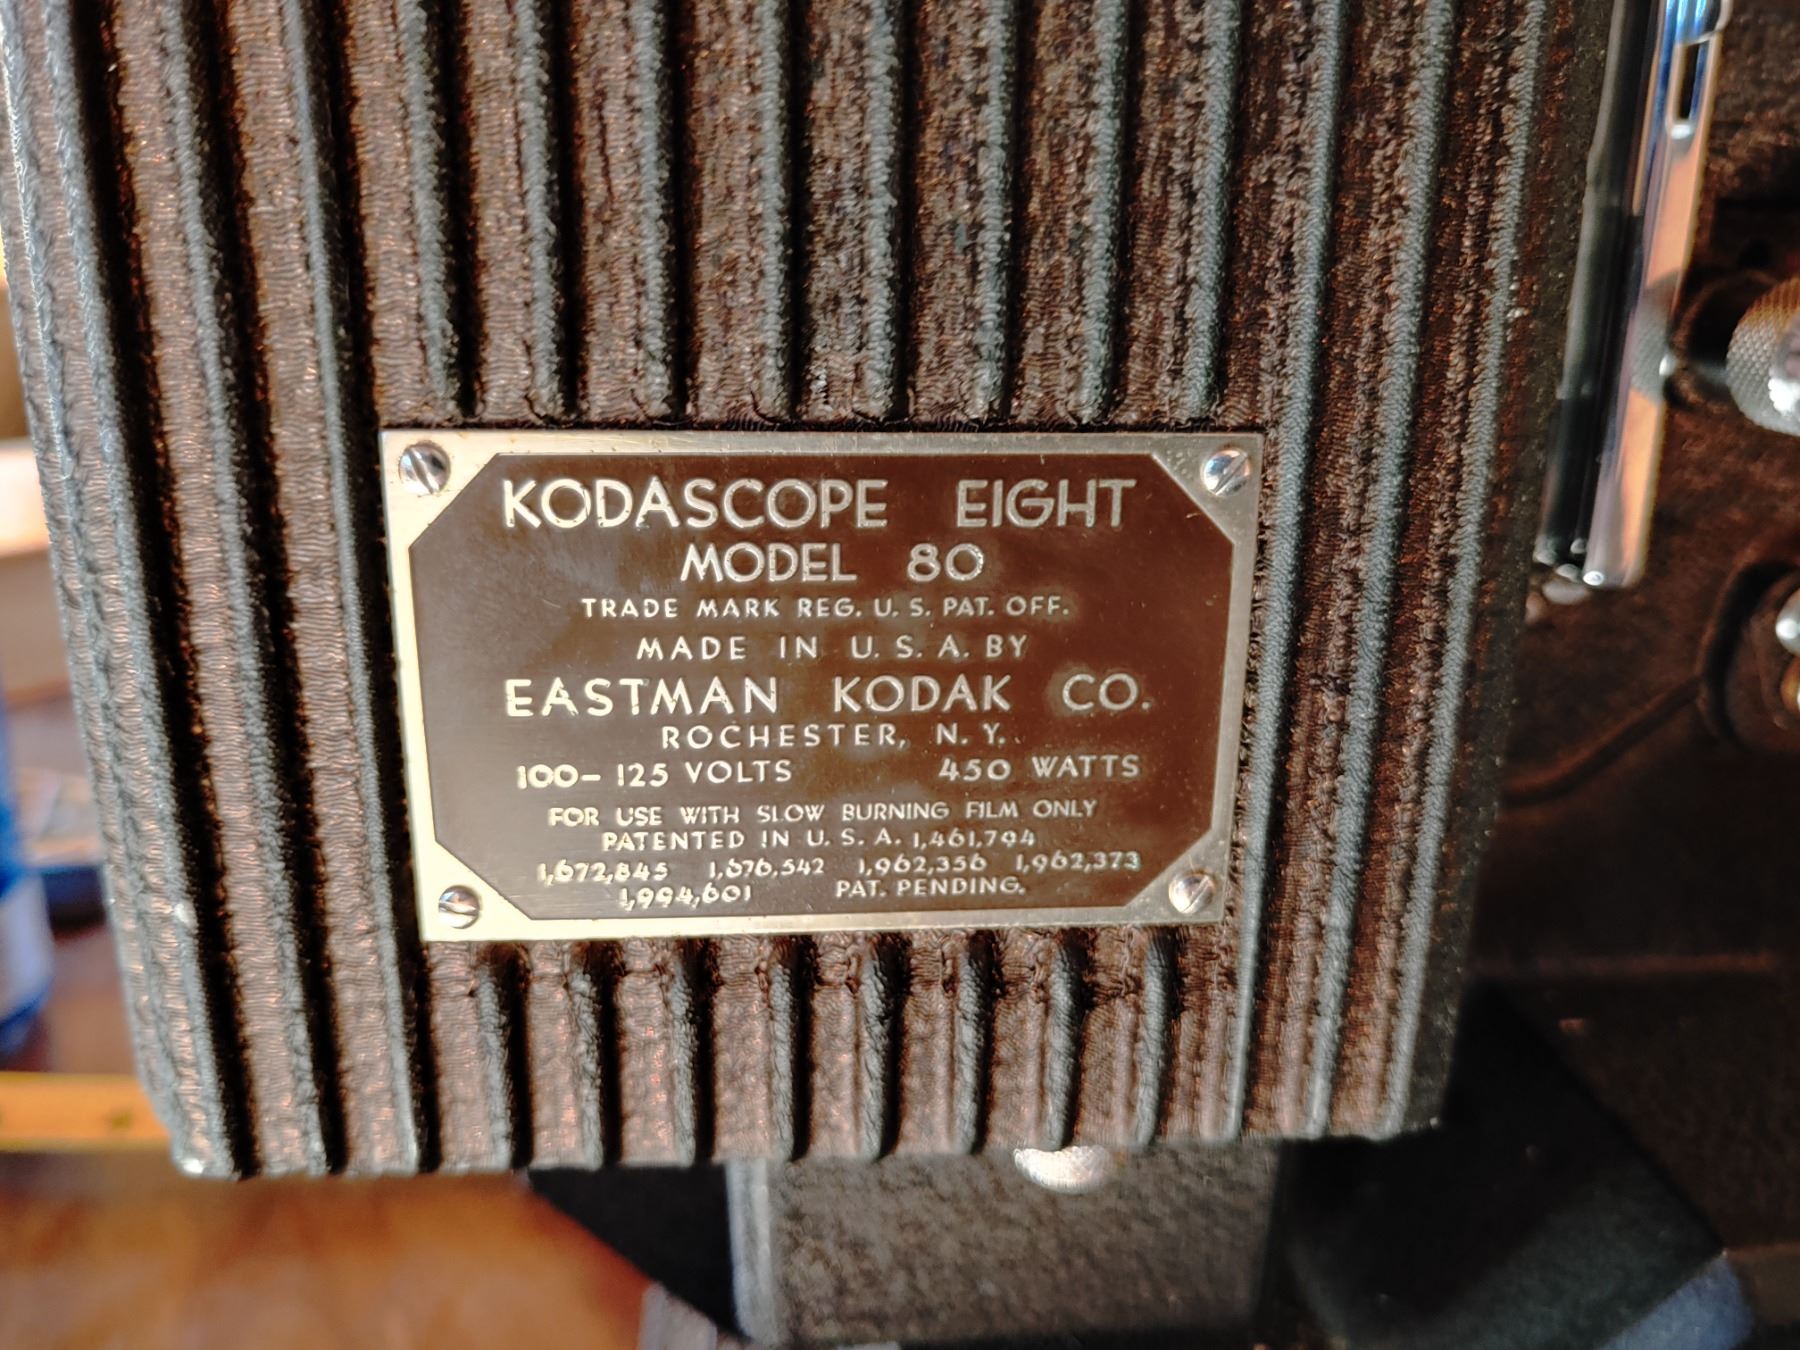 KODASCOPE EIGHT
MODEL 80
TRADE MARK REG. U. S. PAT. OFF.
MADE IN U. S. A. BY
EASTMAN KODAK CO.
ROCHESTER, N. Y.
100-125 VOLTS 450 WATTS
FOR USE WITH SLOW BURNING FILM ONLY
PATENTED IN U. S. A. 1,461,794
1,672,845 1,676,542 1,962,356 1,962,373
1,994,601 PAT. PENDING.